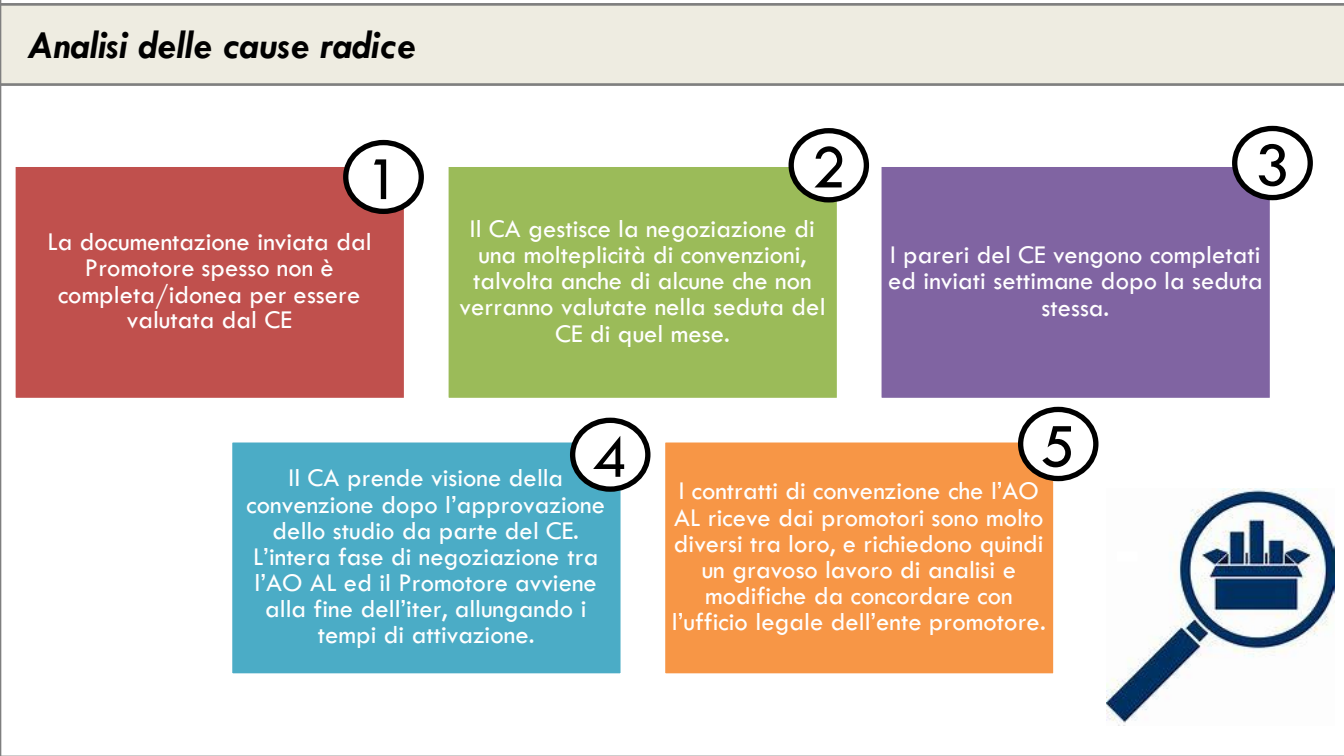 Analisi delle cause radice
1
La documentazione inviata dal
Promotore spesso non è
completa/idonea per essere
valutata dal CE
2
Il CA gestisce la negoziazione di
una molteplicità di convenzioni,
talvolta anche di alcune che non
verranno valutate nella seduta del
CE di quel mese.
3
I pareri del CE vengono completati
ed inviati settimane dopo la seduta
stessa.
4
Il CA prende visione della
convenzione dopo l'approvazione
dello studio da parte del CE.
L'intera fase di negoziazione tra
l'AO AL ed il Promotore avviene
alla fine dell'iter, allungando i
tempi di attivazione.
5
I contratti di convenzione che l'AO
AL riceve dai promotori sono molto
diversi tra loro, e richiedono quindi
un gravoso lavoro di analisi e
modifiche da concordare con
l'ufficio legale dell'ente promotore.